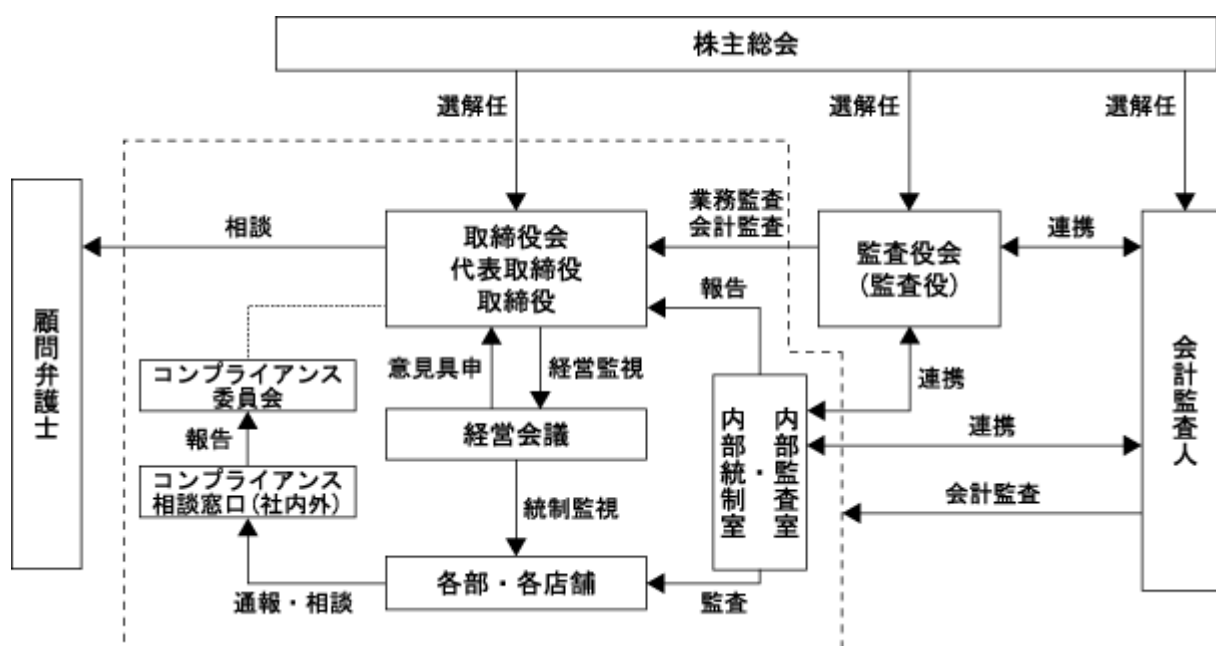 株主総会
選解任
選解任
選解任
相談
取締役会
代表取締役
取締役
業務監査
会計監査
監査役会
(監査役)
連携
顧問弁護士
報告
会計監査人
コンプライアンス
委員会
意見具申
経営監視
連携
経営会議
内部監査室・
内部統制室
連携
報告
コンプライアンス
相談窓口(社内外)
統制監視
会計監査
各部・各店舗
通報・相談
監査